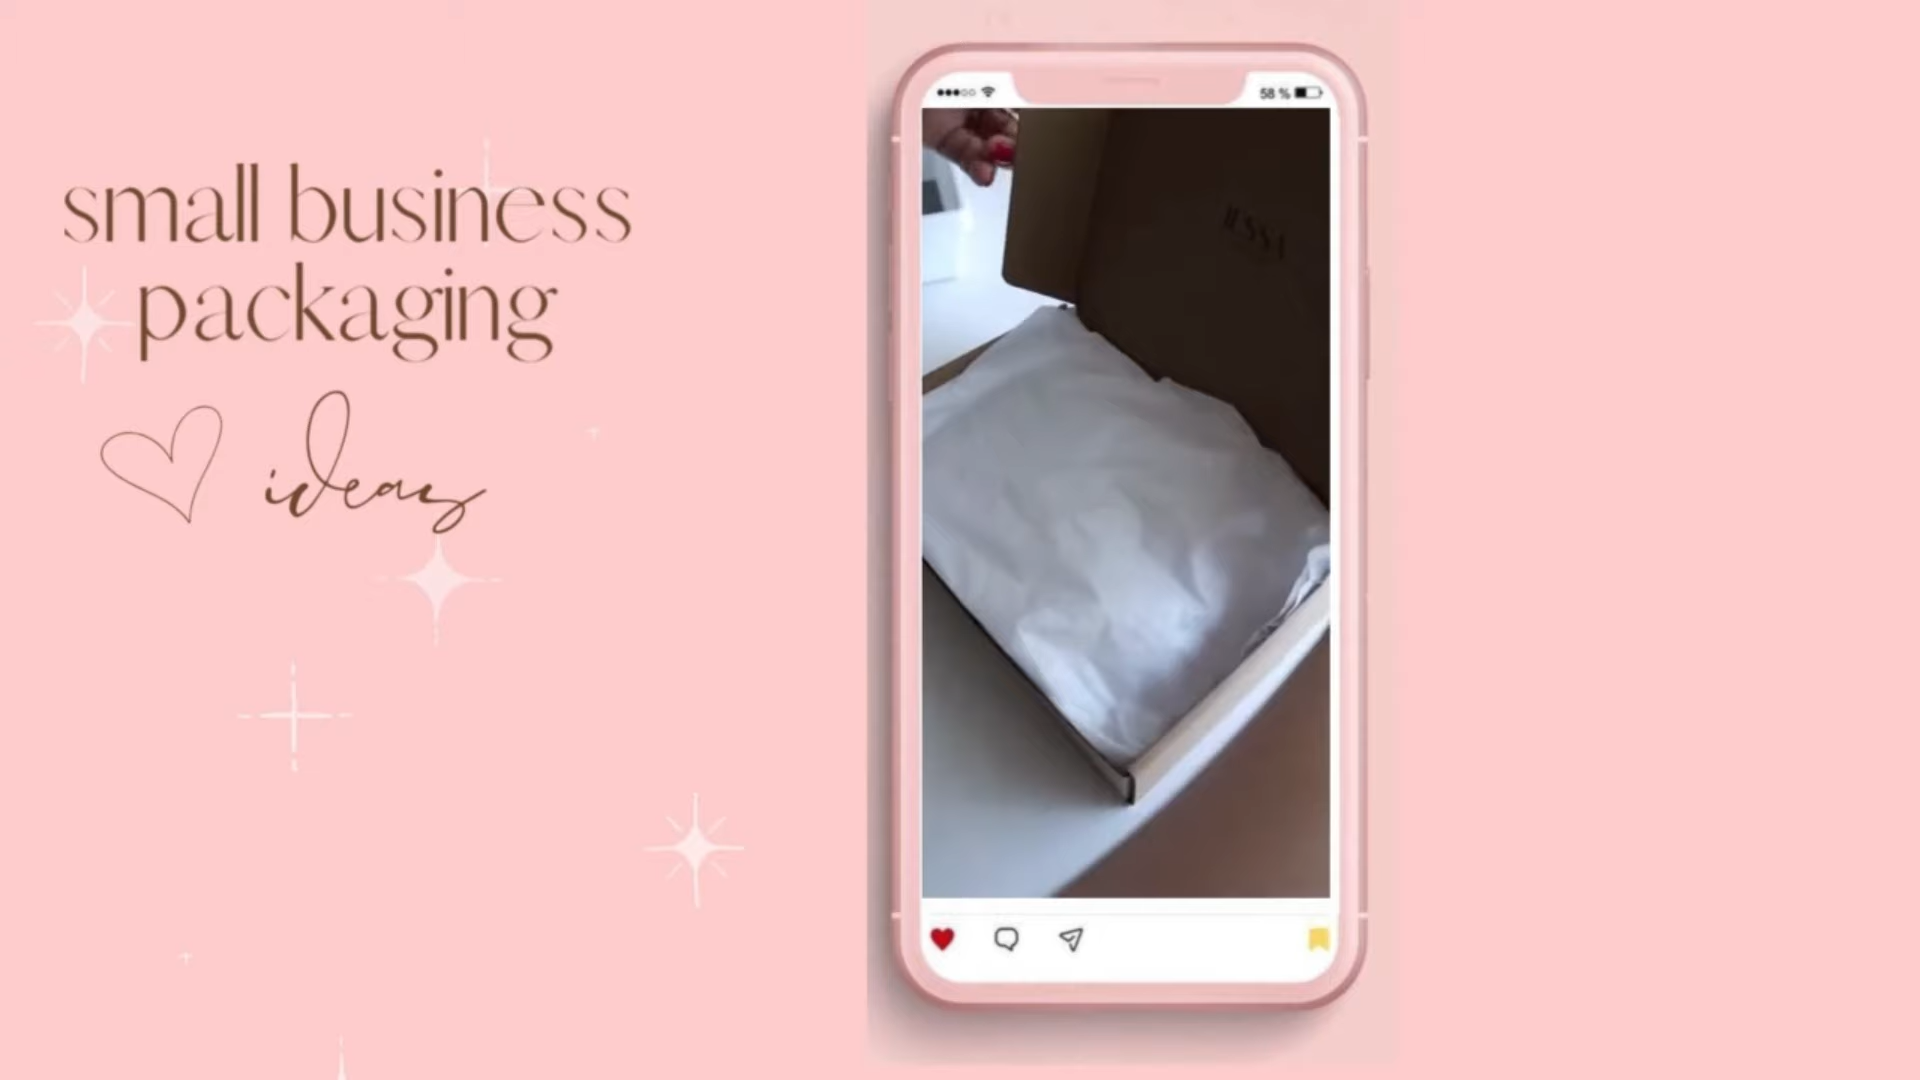 small business
packaging
ideas
58 %